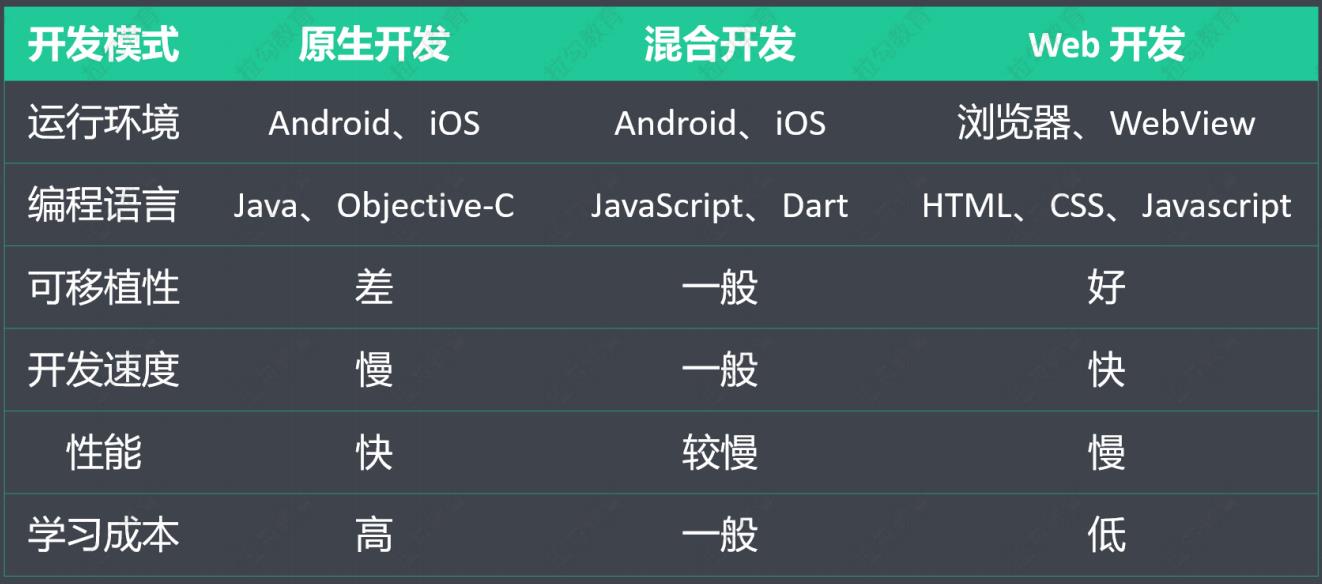 开发模式 原生开发 混合开发 Web 开发
运行环境 Android、iOS Android、iOS 浏览器、WebView
编程语言 Java、Objective-C JavaScript、Dart HTML、CSS、Javascript
可移植性 差 一般 好
开发速度 慢 一般 快
性能 快 较慢 慢
学习成本 高 一般 低
拉勾教育